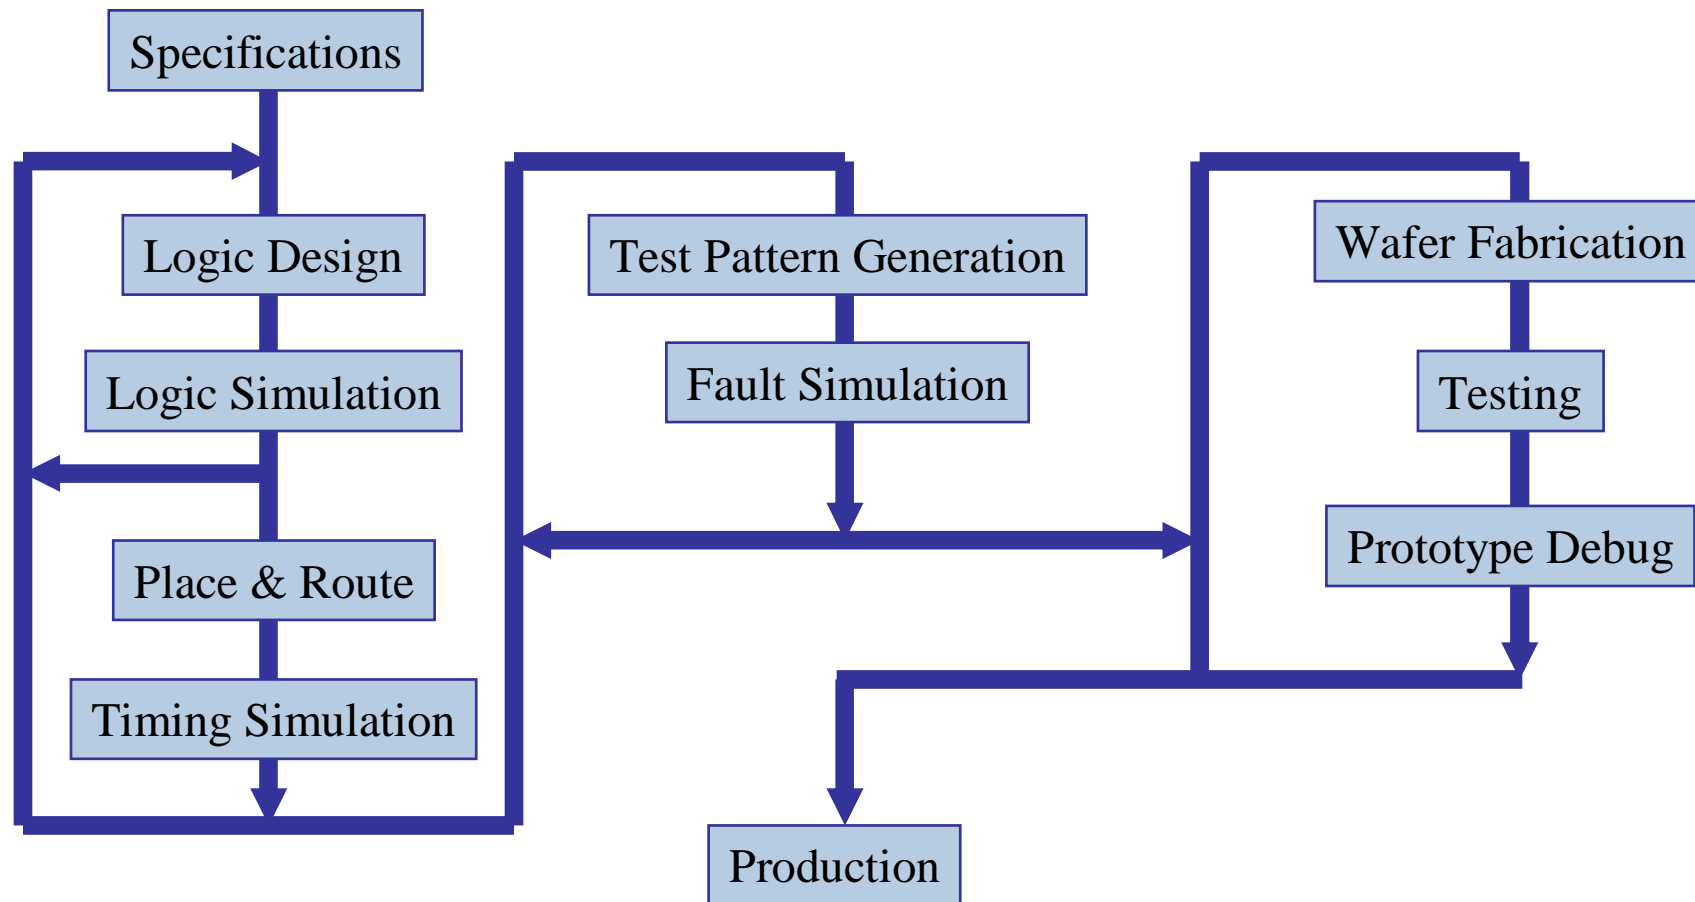 Specifications
Logic Design
Logic Simulation
Place & Route
Timing Simulation
Test Pattern Generation
Fault Simulation
Wafer Fabrication
Testing
Prototype Debug
Production